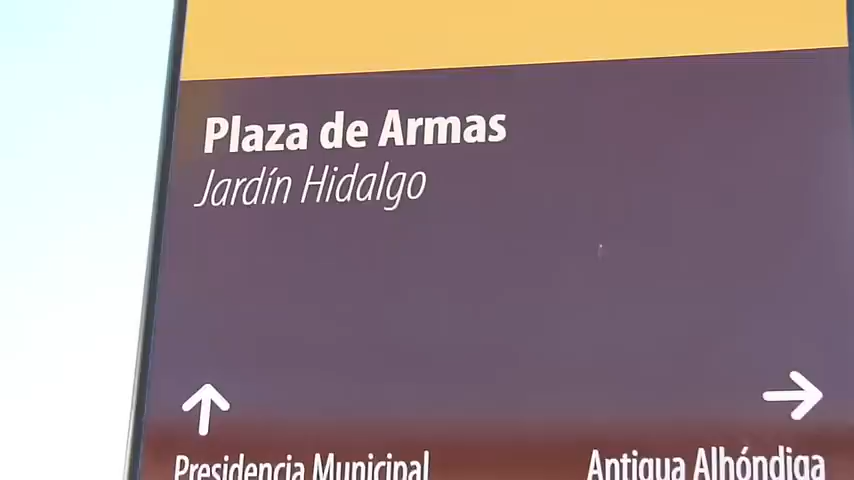 Plaza de Armas
Jardín Hidalgo
Presidencia Municipal
Antigua Alhóndiga